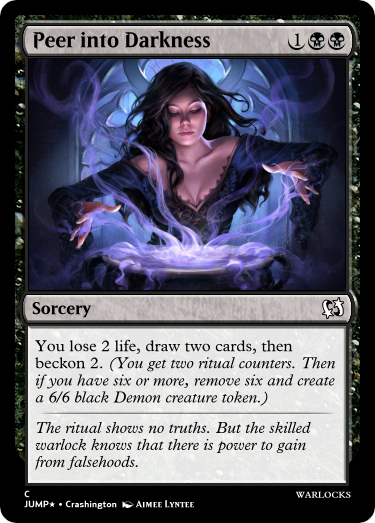 Peer into Darkness 1
Sorcery
You lose 2 life, draw two cards, then
beckon 2. (You get two ritual counters. Then
if you have six or more, remove six and create
a 6/6 black Demon creature token.)
The ritual shows no truths. But the skilled
warlock knows that there is power to gain
from falsehoods.
C
JUMP★ • Crashington Aimee Lyntee
WARLOCKS